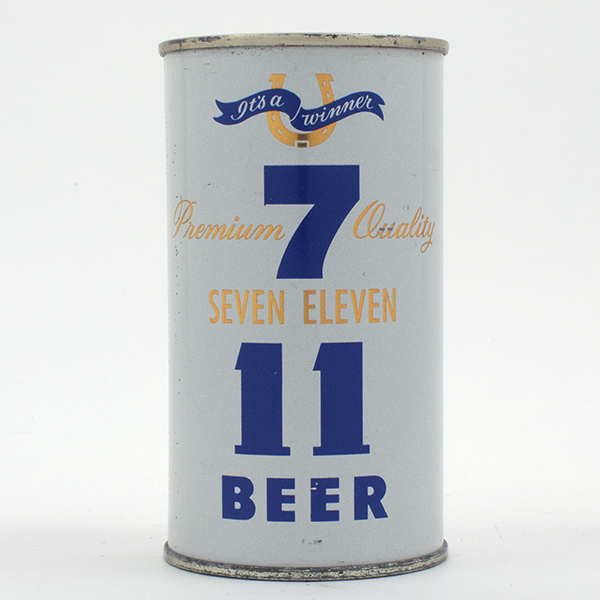 It's a winner
7
Premium Quality
SEVEN ELEVEN
11
BEER